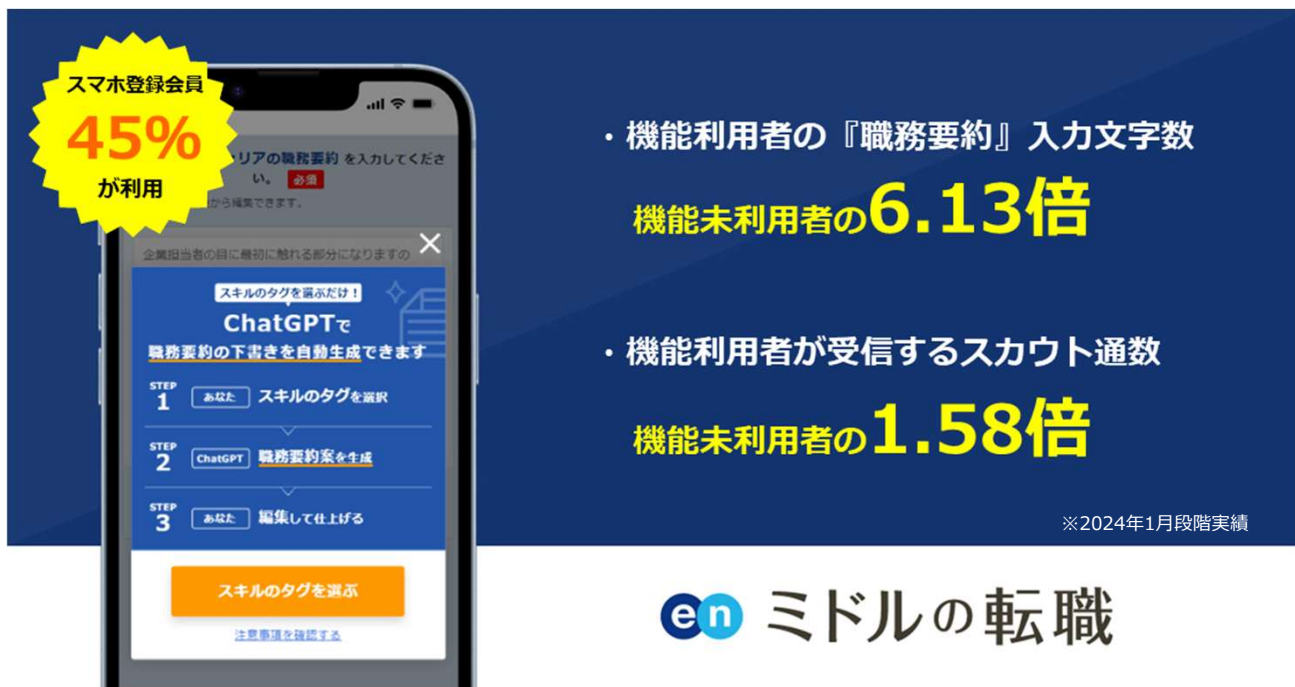 スマホ登録会員
45%
が利用
リアの職務要約 を入力してくださ
い。 必須
から編集できます。
企業担当者の目に最初に触れる部分になりますの
スキルのタグを選ぶだけ！
ChatGPTで
職務要約の下書きを自動生成できます
STEP 1 あなた スキルのタグを選択
STEP 2 ChatGPT 職務要約案を生成
STEP 3 あなた 編集して仕上げる
スキルのタグを選ぶ
注意事項を確認する
・機能利用者の『職務要約』入力文字数
機能未利用者の6.13倍
・機能利用者が受信するスカウト通数
機能未利用者の1.58倍
※2024年1月段階実績
en ミドルの転職